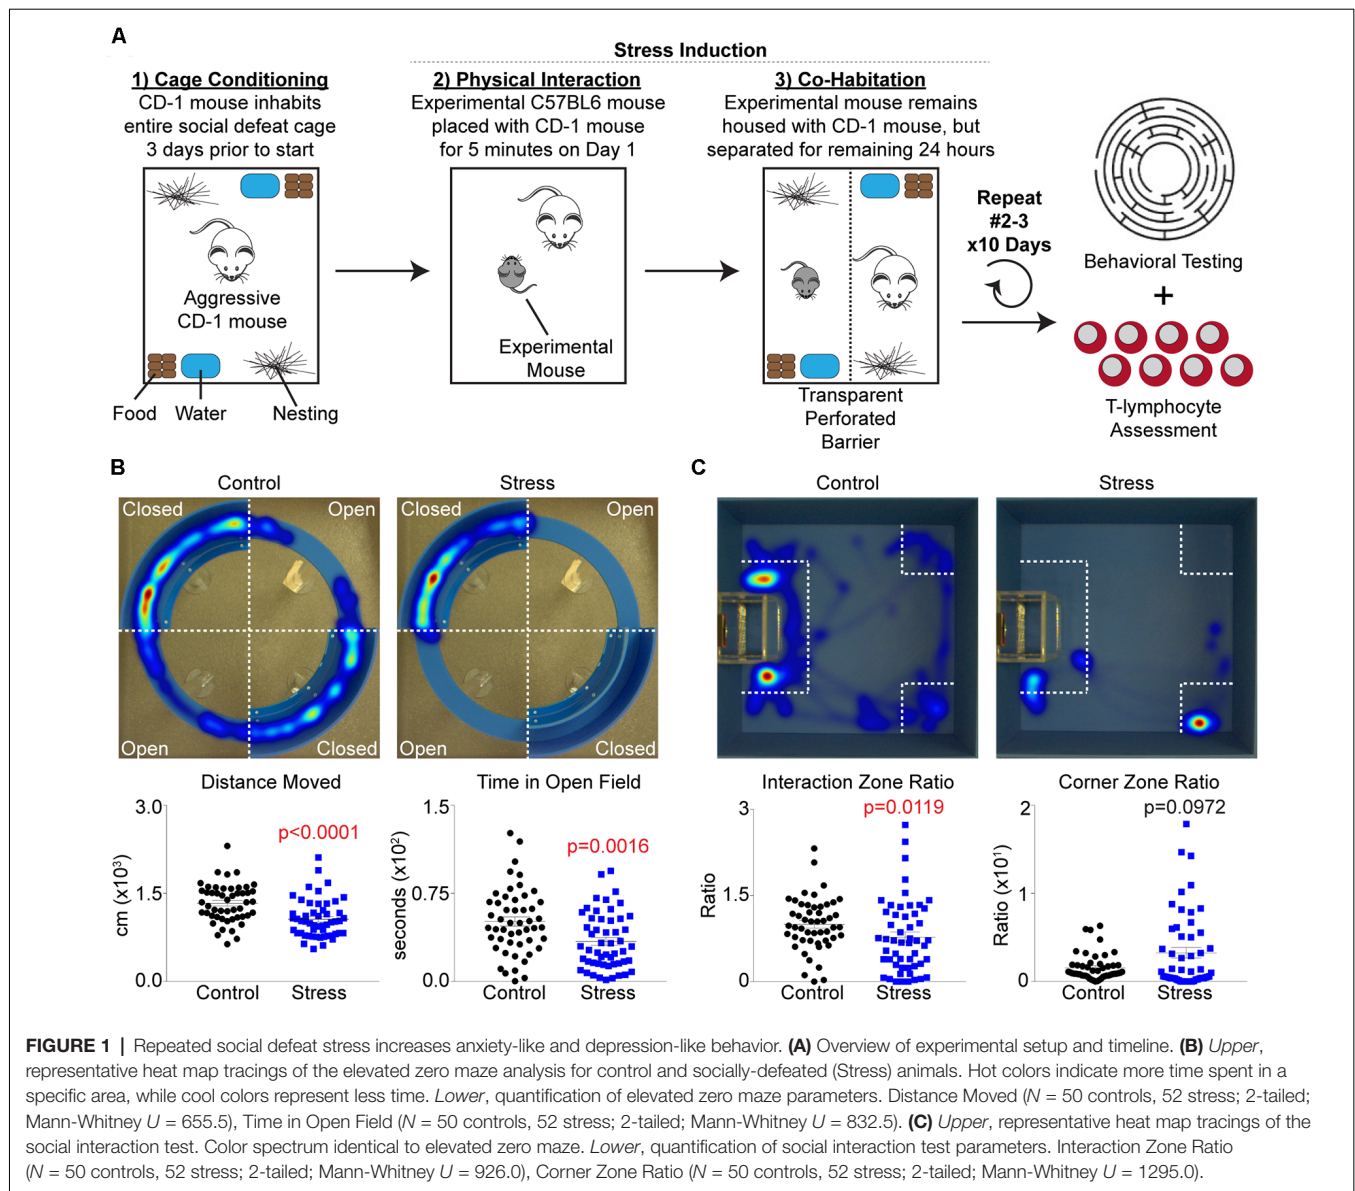 A
Stress Induction
1) Cage Conditioning
CD-1 mouse inhabits
entire social defeat cage
3 days prior to start
2) Physical Interaction
Experimental C57BL6 mouse
placed with CD-1 mouse
for 5 minutes on Day 1
3) Co-Habitation
Experimental mouse remains
housed with CD-1 mouse, but
separated for remaining 24 hours
Aggressive
CD-1 mouse
Food
Water
Nesting
Experimental
Mouse
Transparent
Perforated
Barrier
Repeat
#2-3
x10 Days
Behavioral Testing
+
T-lymphocyte
Assessment
B
Control
Closed
Open
Open
Closed
Stress
Closed
Open
Open
Closed
Distance Moved
cm (x10³)
3.0
1.5
0.0
p<0.0001
Control
Stress
Time in Open Field
seconds (x10²)
1.5
0.75
0.0
p=0.0016
Control
Stress
C
Control
Stress
Interaction Zone Ratio
Ratio
3
1.5
0
p=0.0119
Control
Stress
Corner Zone Ratio
Ratio (x10¹)
2
1
0
p=0.0972
Control
Stress
FIGURE 1 | Repeated social defeat stress increases anxiety-like and depression-like behavior. (A) Overview of experimental setup and timeline. (B) Upper,
representative heat map tracings of the elevated zero maze analysis for control and socially-defeated (Stress) animals. Hot colors indicate more time spent in a
specific area, while cool colors represent less time. Lower, quantification of elevated zero maze parameters. Distance Moved (N = 50 controls, 52 stress; 2-tailed;
Mann-Whitney U = 655.5), Time in Open Field (N = 50 controls, 52 stress; 2-tailed; Mann-Whitney U = 832.5). (C) Upper, representative heat map tracings of the
social interaction test. Color spectrum identical to elevated zero maze. Lower, quantification of social interaction test parameters. Interaction Zone Ratio
(N = 50 controls, 52 stress; 2-tailed; Mann-Whitney U = 926.0), Corner Zone Ratio (N = 50 controls, 52 stress; 2-tailed; Mann-Whitney U = 1295.0).